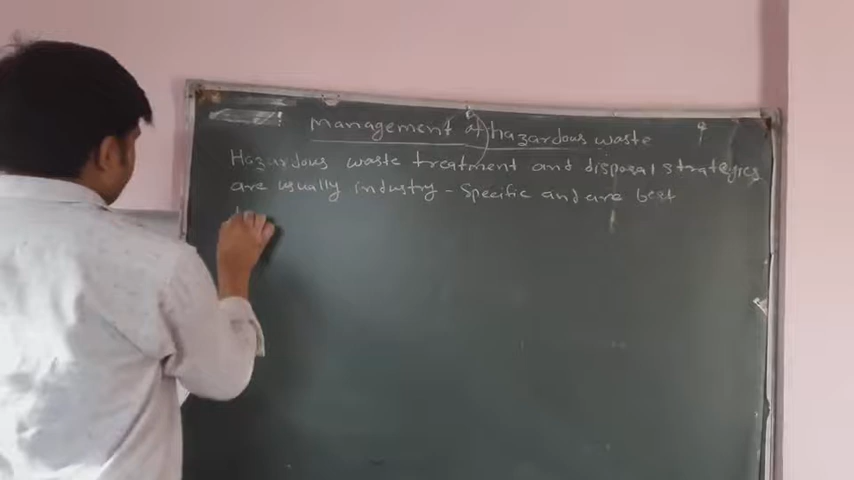 Management of hazardous waste
Hazardous waste treatment and disposal strategies
are usually industry - Specific and are best